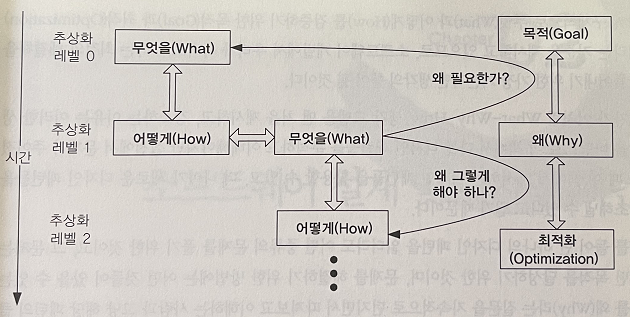 추상화
레벨 0
무엇을(What)
목적(Goal)
왜 필요한가?
시간
추상화
레벨 1
어떻게(How)
무엇을(What)
왜(Why)
왜 그렇게
해야 하나?
추상화
레벨 2
어떻게(How)
최적화
(Optimization)